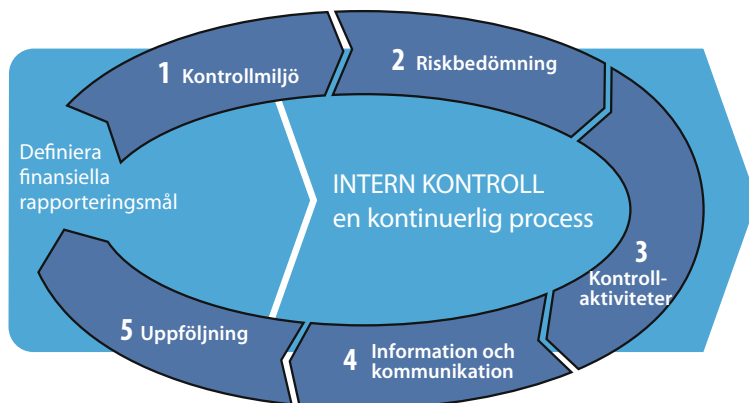 1 Kontrollmiljö
2 Riskbedömning
Definiera
finansiella
rapporteringsmål
INTERN KONTROLL
en kontinuerlig process
3
Kontroll-
aktiviteter
4 Information och
kommunikation
5 Uppföljning